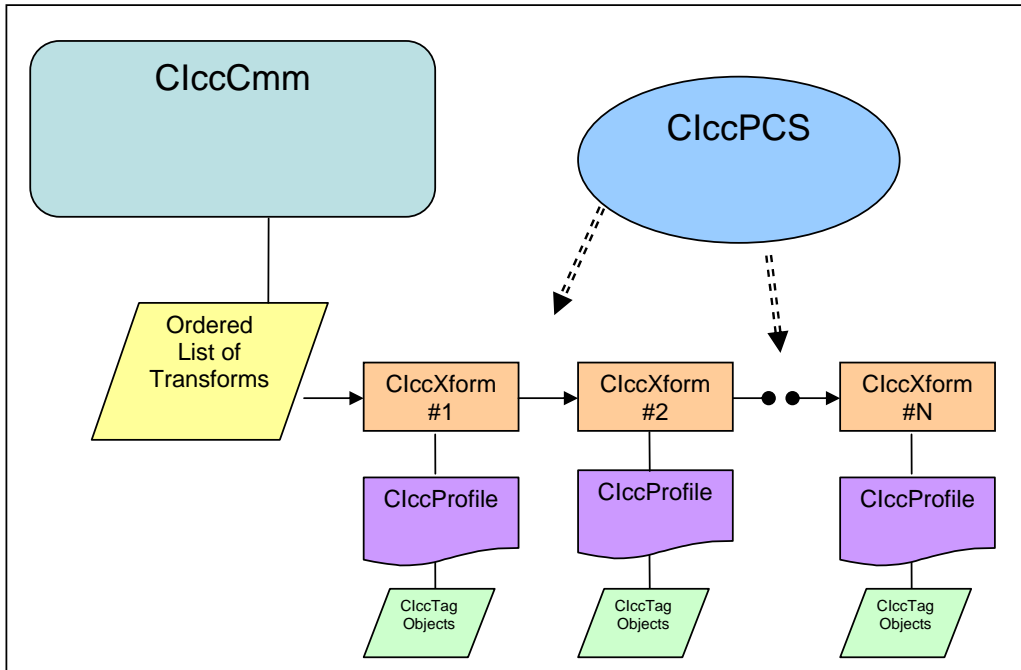 CIccCmm
CIccPCS
Ordered
List of
Transforms
CIccXform
#1
CIccXform
#2
CIccXform
#N
CIccProfile
CIccProfile
CIccProfile
CIccTag
Objects
CIccTag
Objects
CIccTag
Objects